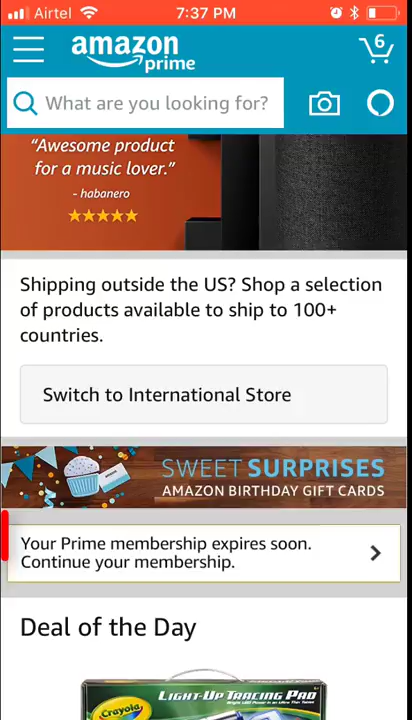 Airtel 7:37 PM
amazon
prime
6
What are you looking for?
“Awesome product
for a music lover.”
- habanero
Shipping outside the US? Shop a selection
of products available to ship to 100+
countries.
Switch to International Store
SWEET SURPRISES
AMAZON BIRTHDAY GIFT CARDS
Your Prime membership expires soon.
Continue your membership.
Deal of the Day
Crayola
LIGHT-UP TRACING PAD